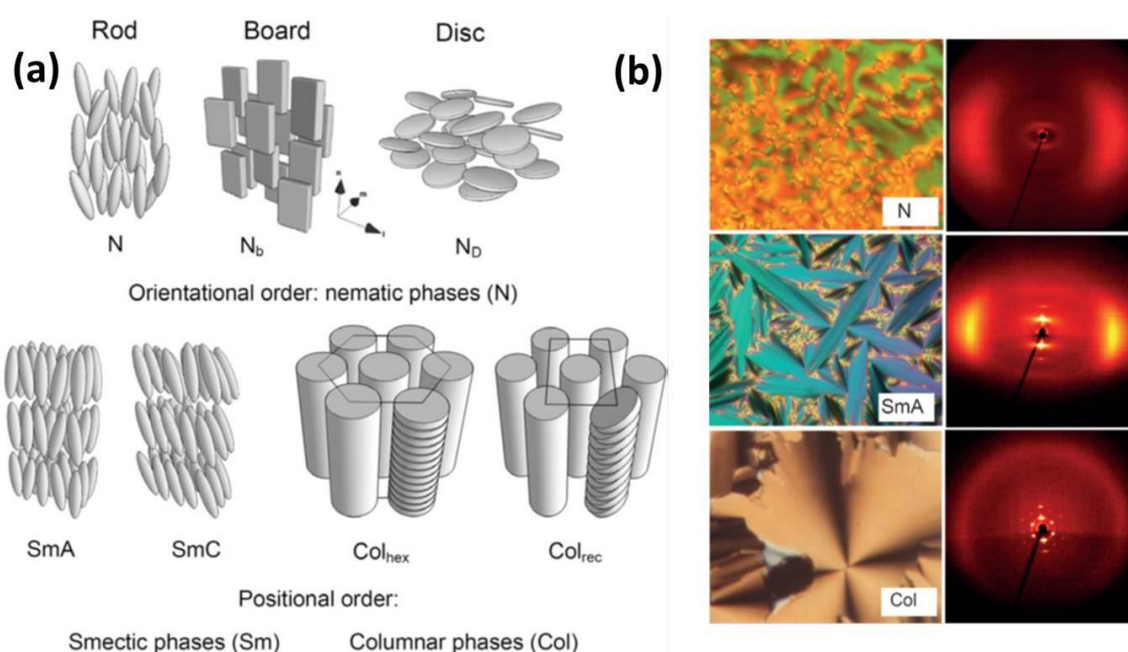 (a)
Rod Board Disc
N N_b N_D
Orientational order: nematic phases (N)
SmA SmC Col_hex Col_rec
Positional order:
Smectic phases (Sm) Columnar phases (Col)
(b)
N
SmA
Col